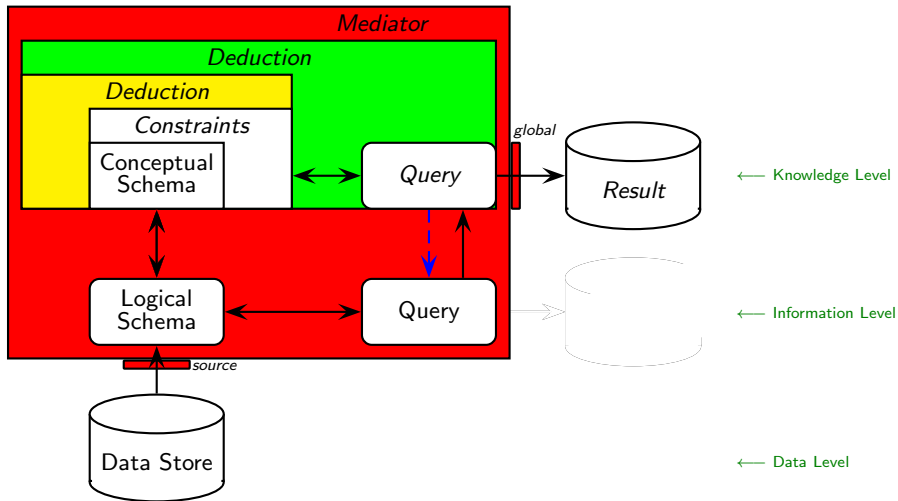 Mediator
Deduction
Deduction
Constraints
Conceptual
Schema
Query
global
Result
← Knowledge Level
Logical
Schema
Query
← Information Level
source
Data Store
← Data Level